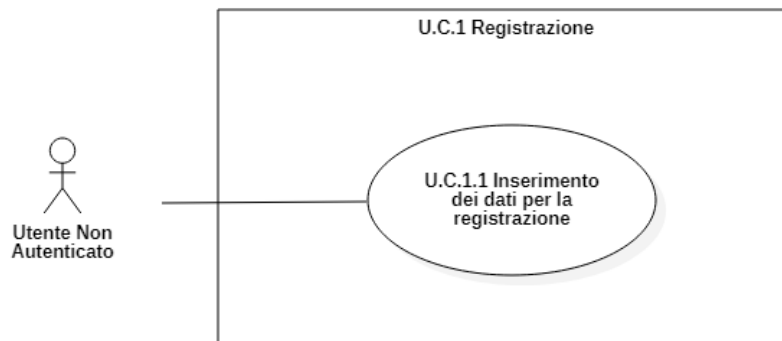 U.C.1 Registrazione
U.C.1.1 Inserimento
dei dati per la
registrazione
Utente Non
Autenticato